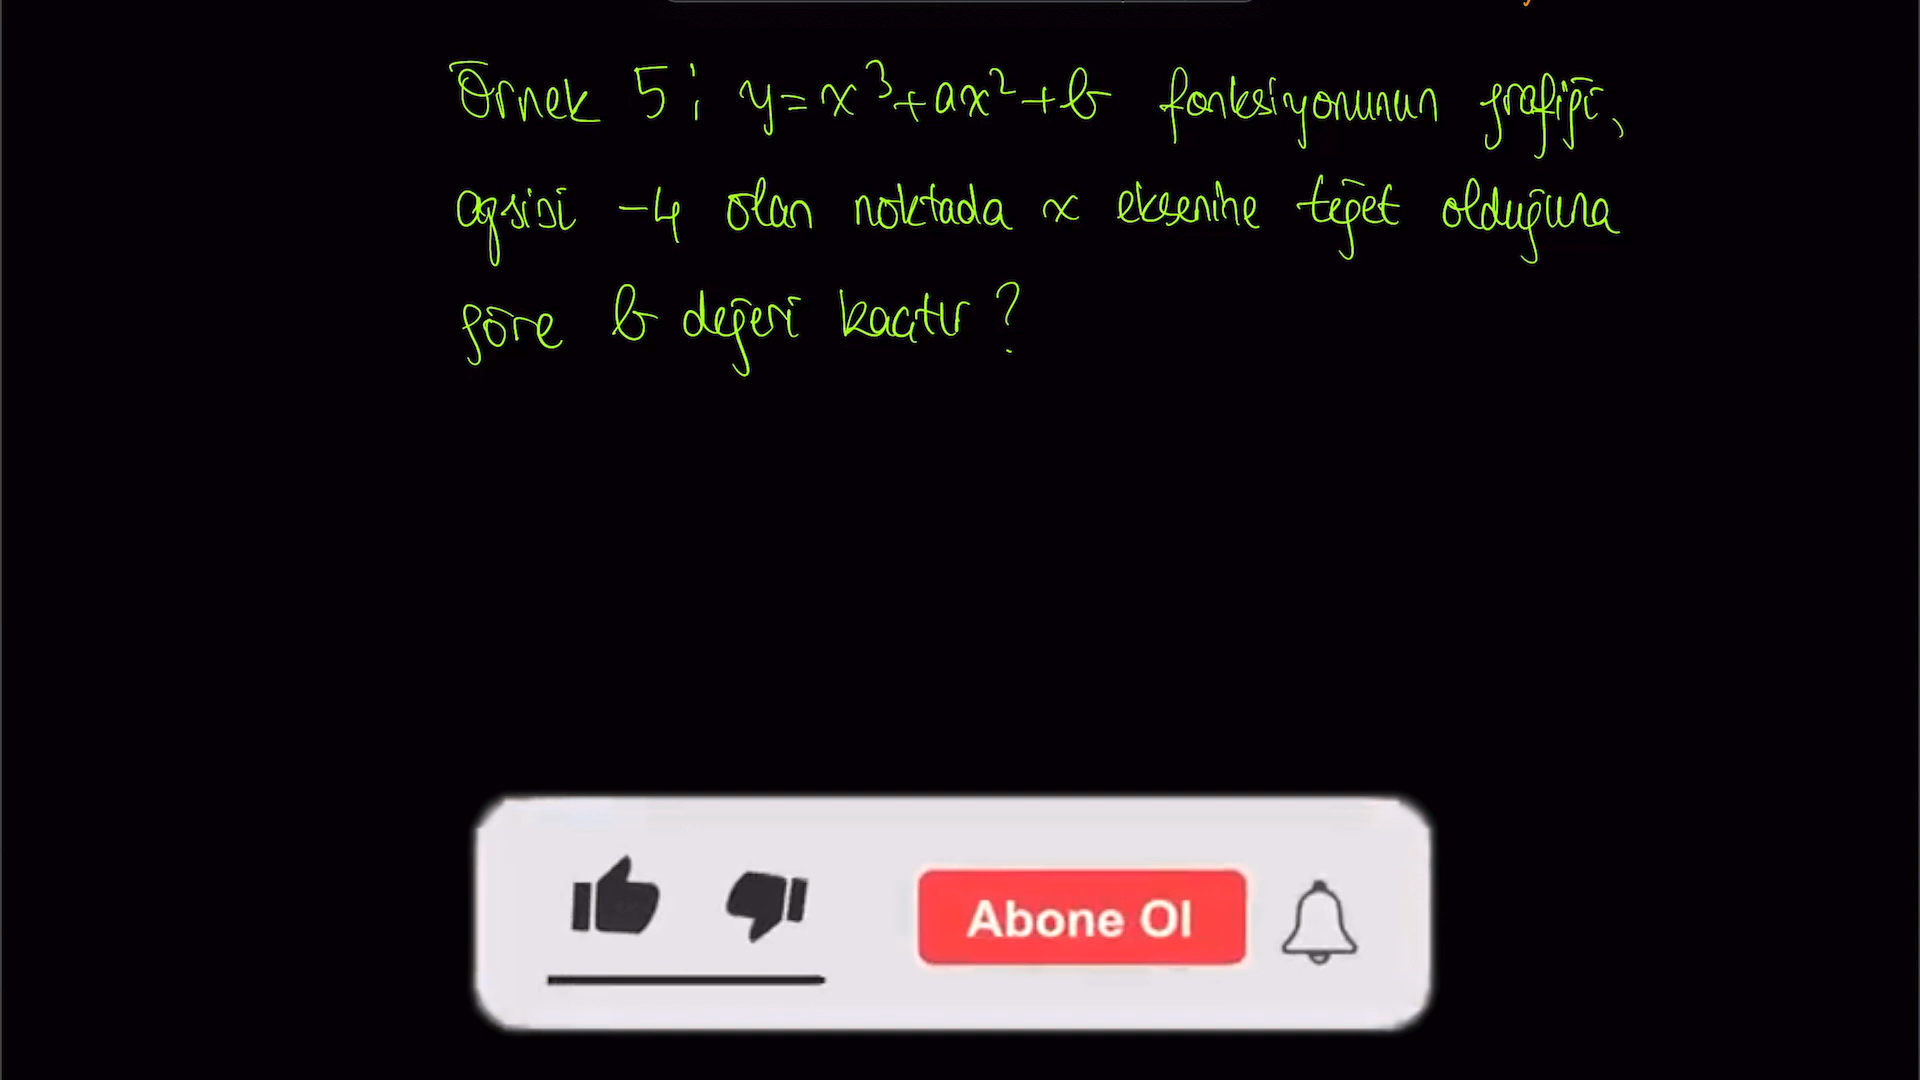 Örnek 5: y=x³+ax²+b fonksiyonunun grafiği,
apsisi -4 olan noktada x eksenine teğet olduğuna
göre b değeri kaçtır?
Abone Ol